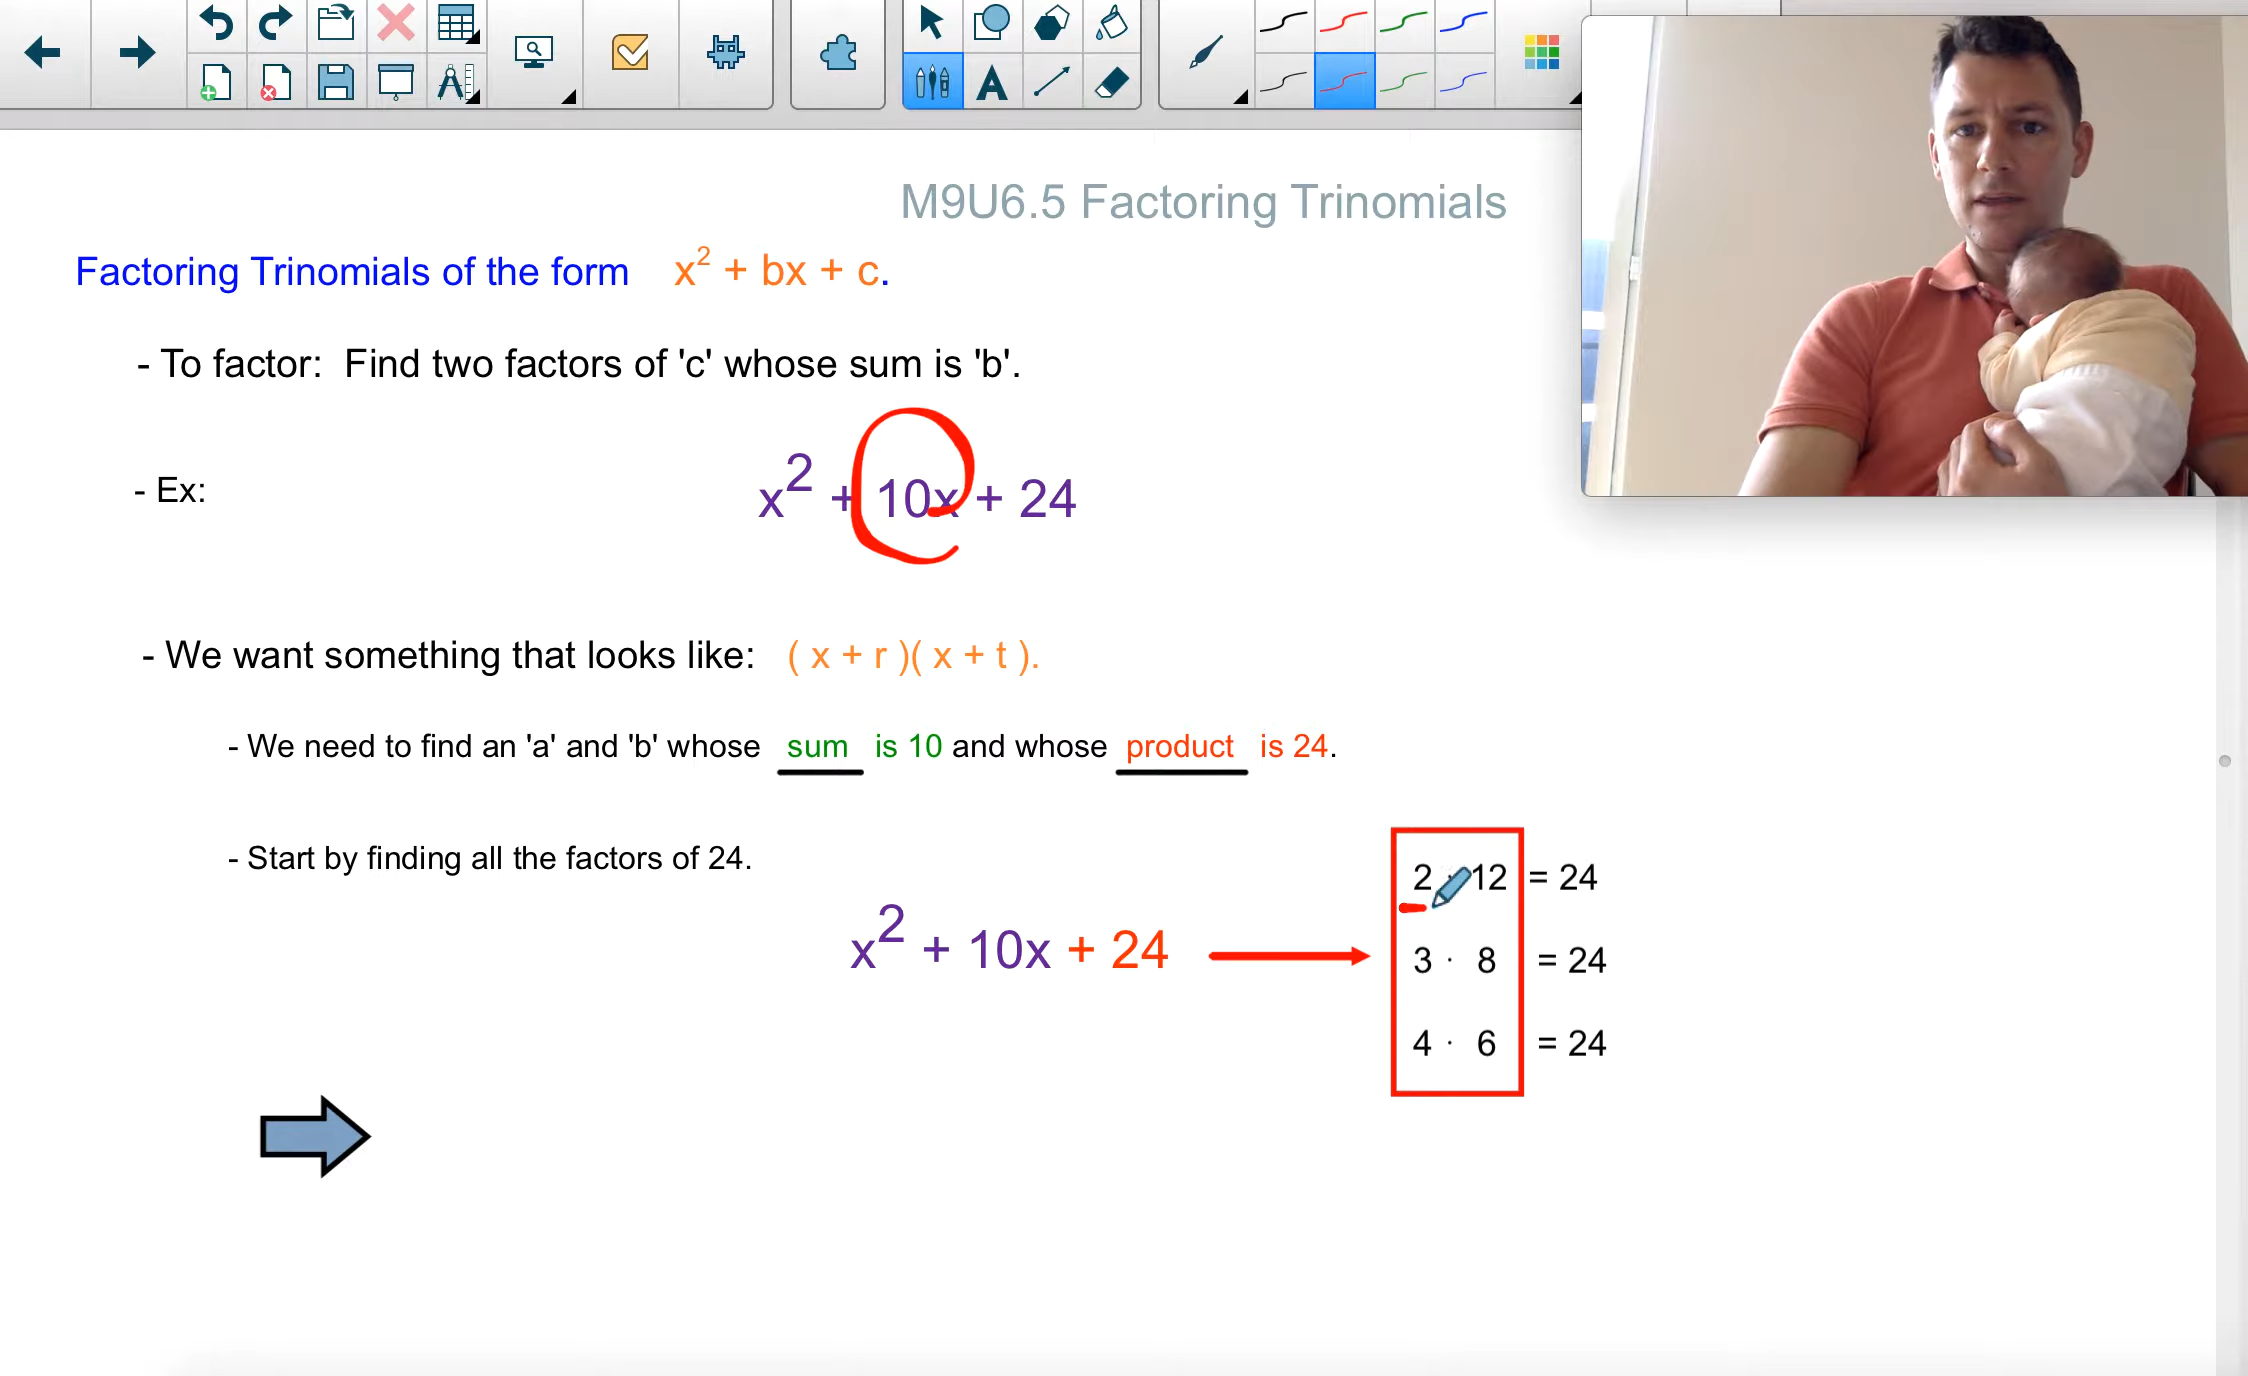 M9U6.5 Factoring Trinomials
Factoring Trinomials of the form x² + bx + c.
- To factor: Find two factors of 'c' whose sum is 'b'.
- Ex: x² + 10x + 24
- We want something that looks like: ( x + r )( x + t ).
- We need to find an 'a' and 'b' whose sum is 10 and whose product is 24.
- Start by finding all the factors of 24.
2 · 12 = 24
x² + 10x + 24
3 · 8 = 24
4 · 6 = 24